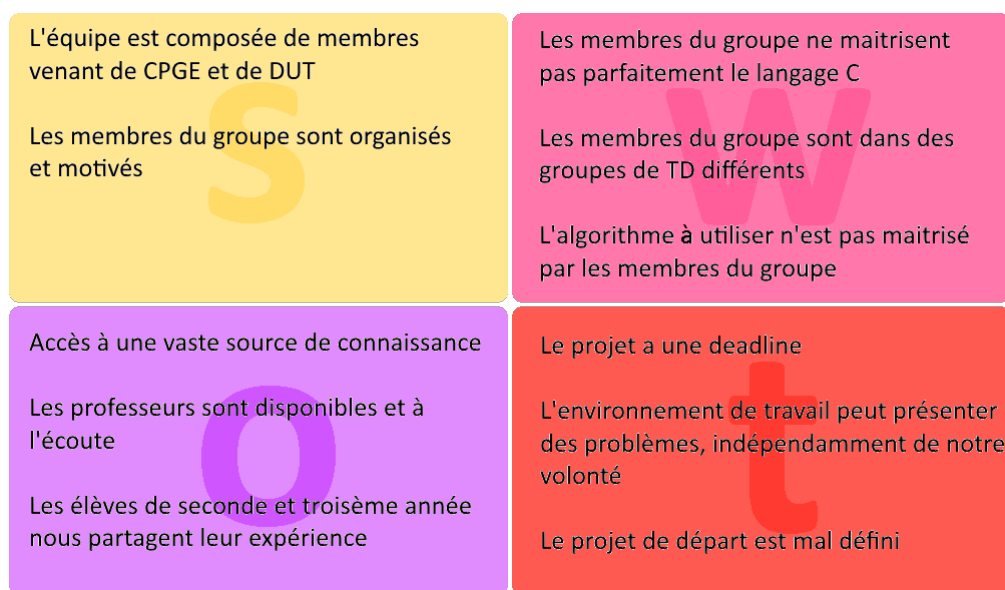 S
L'équipe est composée de membres
venant de CPGE et de DUT
Les membres du groupe sont organisés
et motivés
w
Les membres du groupe ne maitrisent
pas parfaitement le langage C
Les membres du groupe sont dans des
groupes de TD différents
L'algorithme à utiliser n'est pas maitrisé
par les membres du groupe
o
Accès à une vaste source de connaissance
Les professeurs sont disponibles et à
l'écoute
Les élèves de seconde et troisème année
nous partagent leur expérience
t
Le projet a une deadline
L'environnement de travail peut présenter
des problèmes, indépendamment de notre
volonté
Le projet de départ est mal défini